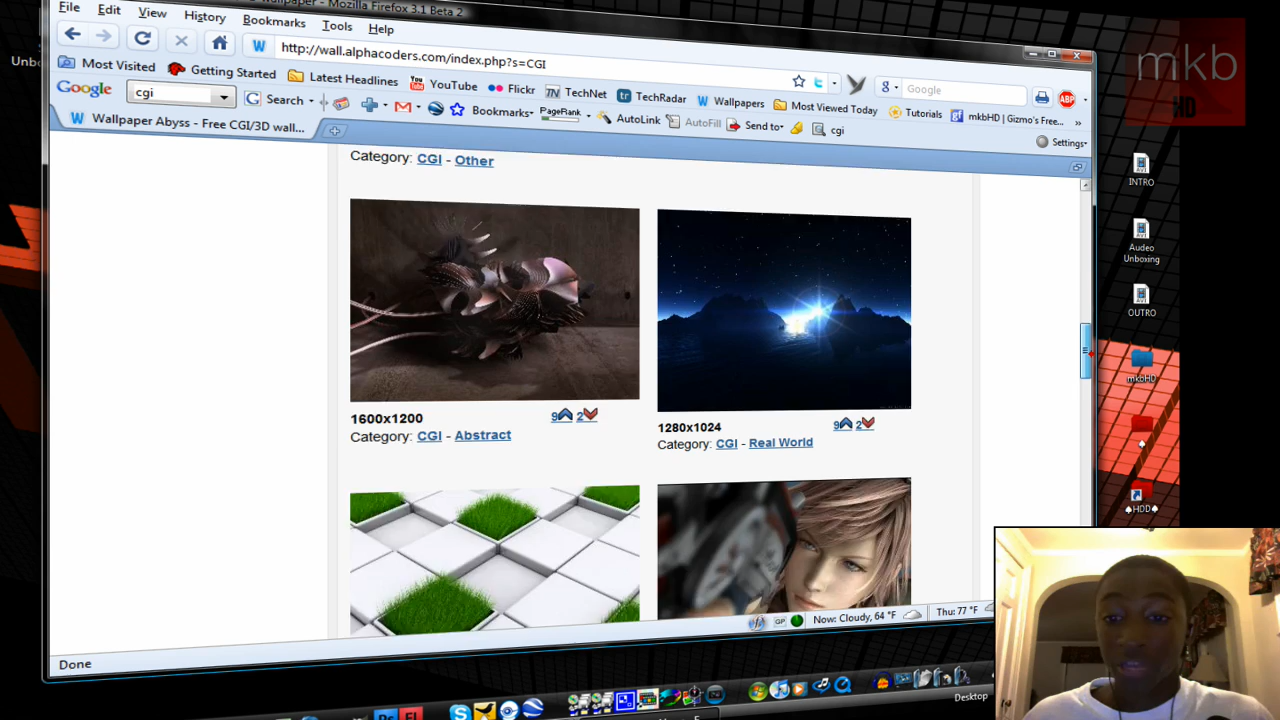 wallpaper - Mozilla Firefox 3.1 Beta 2
File Edit View History Bookmarks Tools Help
mkb
HD
W http://wall.alphacoders.com/index.php?s=CGI
Google
Most Visited Getting Started Latest Headlines YouTube Flickr TechNet TechRadar Wallpapers Most Viewed Today Tutorials mkbHD | Gizmo's Free... »
Google cgi Search Bookmarks PageRank AutoLink AutoFill Send to cgi
Settings
ABP
Wallpaper Abyss - Free CGI/3D wall...
Category: CGI - Other
1600x1200 9 2
Category: CGI - Abstract
1280x1024 9 2
Category: CGI - Real World
INTRO
Audeo
Unboxing
OUTRO
mkbHD
♠
♠HDD♠
GP Now: Cloudy, 64 °F Thu: 77 °F
Done
Desktop